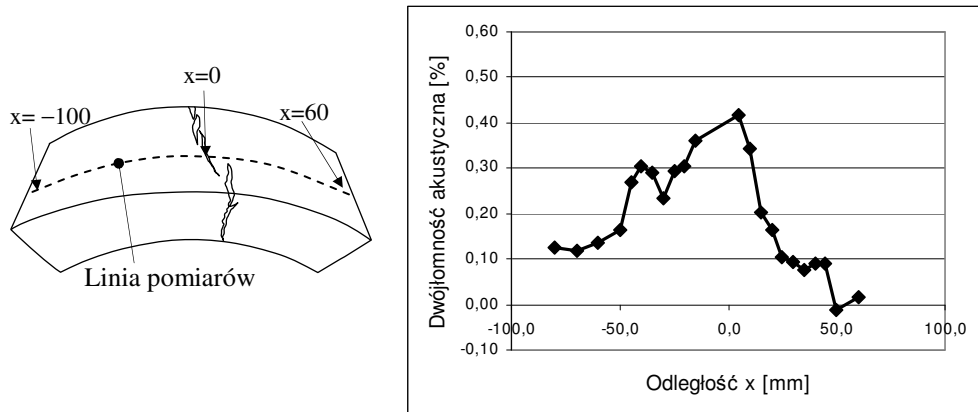 x=0
x= −100
x=60
Linia pomiarów
Dwójłomność akustyczna [%]
0,60
0,50
0,40
0,30
0,20
0,10
0,00
-0,10
-100,0 -50,0 0,0 50,0 100,0
Odległość x [mm]